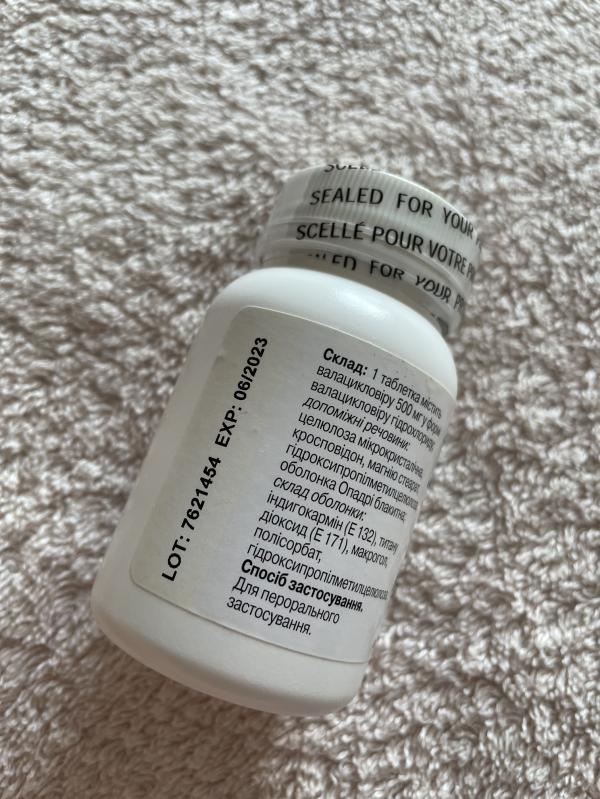 SEALED FOR YOUR
SCELLÉ POUR VOTRE
FOR YOUR
LOT: 7621454 EXP: 06/2023
Склад: 1 таблетка містить
валацикловіру 500 мг у формі
валацикловіру гідрохлориду;
допоміжні речовини:
целюлоза мікрокристалічна,
кросповідон, магнію стеарат,
гідроксипропілметилцелюлоза,
оболонка Опадрі блакитна;
склад оболонки:
індигокармін (Е 132), титану
діоксид (Е 171), макрогол,
полісорбат,
гідроксипропілметилцелюлоза.
Спосіб застосування.
Для перорального
застосування.